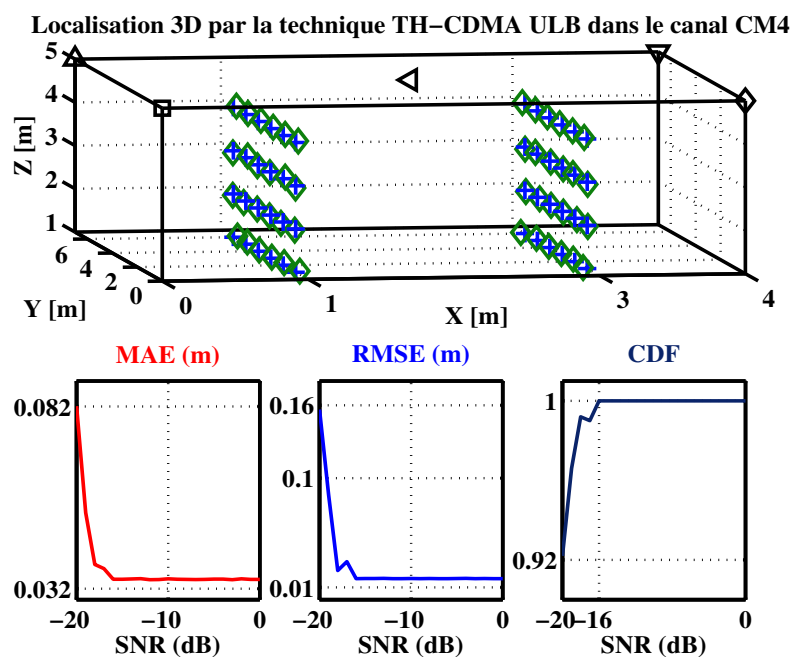 Localisation 3D par la technique TH−CDMA ULB dans le canal CM4
5
4
3
2
1
Z [m]
6
4
2
0
Y [m]
0
1
3
4
X [m]
MAE (m)
0.082
0.032
−20
−10
0
SNR (dB)
RMSE (m)
0.16
0.1
0.01
−20
−10
0
SNR (dB)
CDF
1
0.92
−20
−16
0
SNR (dB)